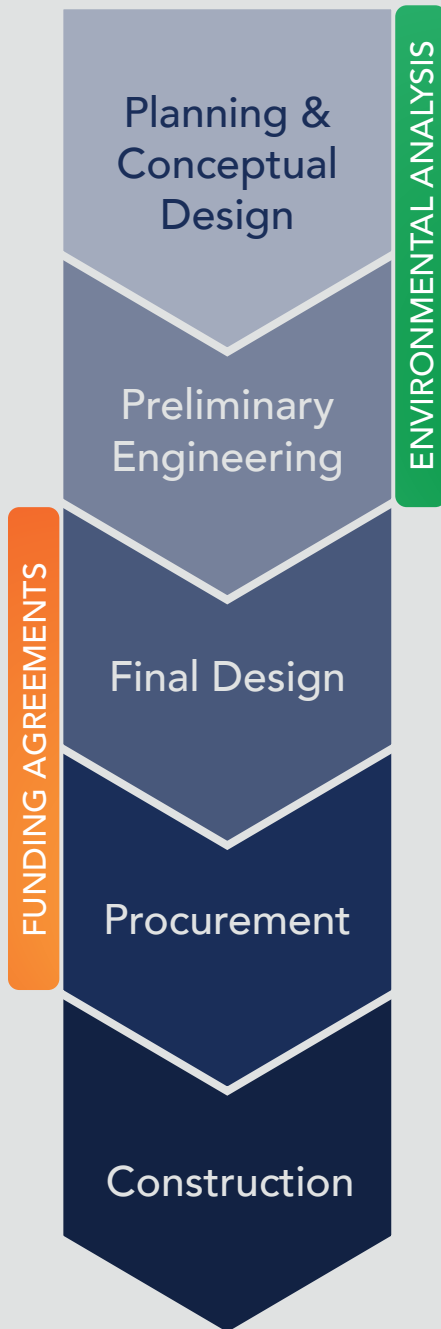 Planning &
Conceptual
Design
ENVIRONMENTAL ANALYSIS
Preliminary
Engineering
FUNDING AGREEMENTS
Final Design
Procurement
Construction